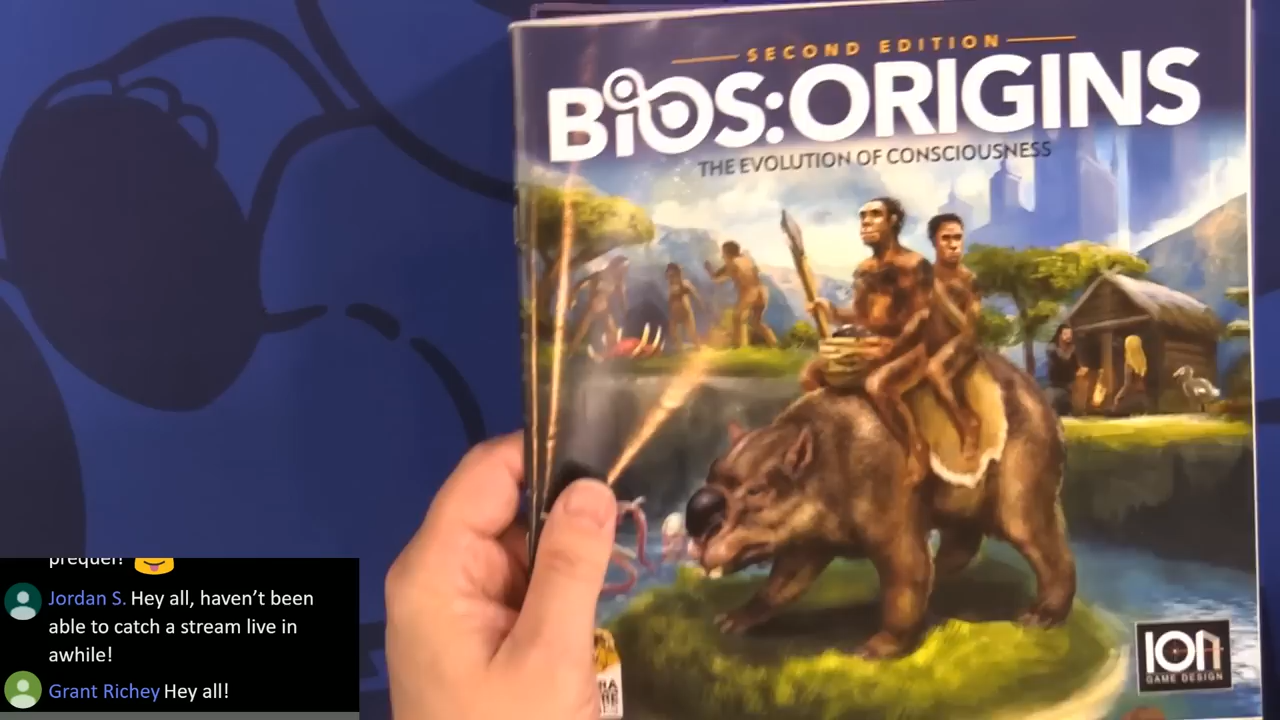 SECOND EDITION
BIOS:ORIGINS
THE EVOLUTION OF CONSCIOUSNESS
ION
GAME DESIGN
Jordan S. Hey all, haven't been
able to catch a stream live in
awhile!
Grant Richey Hey all!